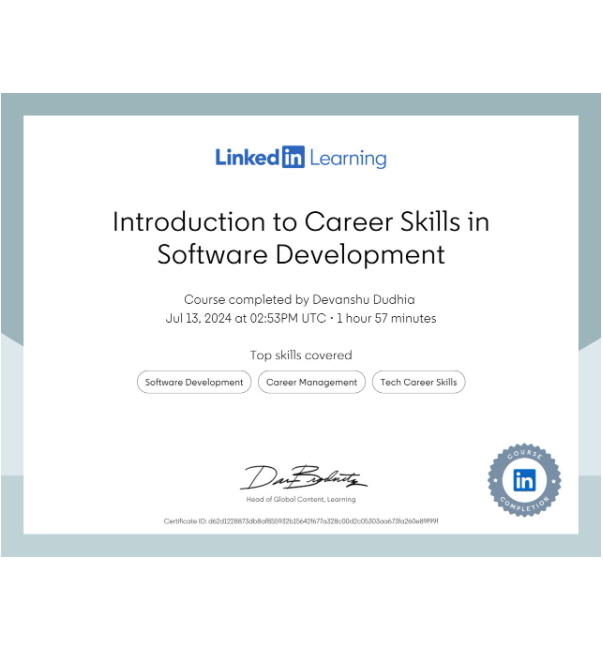 Linked in Learning
Introduction to Career Skills in
Software Development
Course completed by Devanshu Dudhia
Jul 13, 2024 at 02:53PM UTC • 1 hour 57 minutes
Top skills covered
Software Development
Career Management
Tech Career Skills
Head of Global Content, Learning
Certificate ID:
COURSE
in
COMPLETION